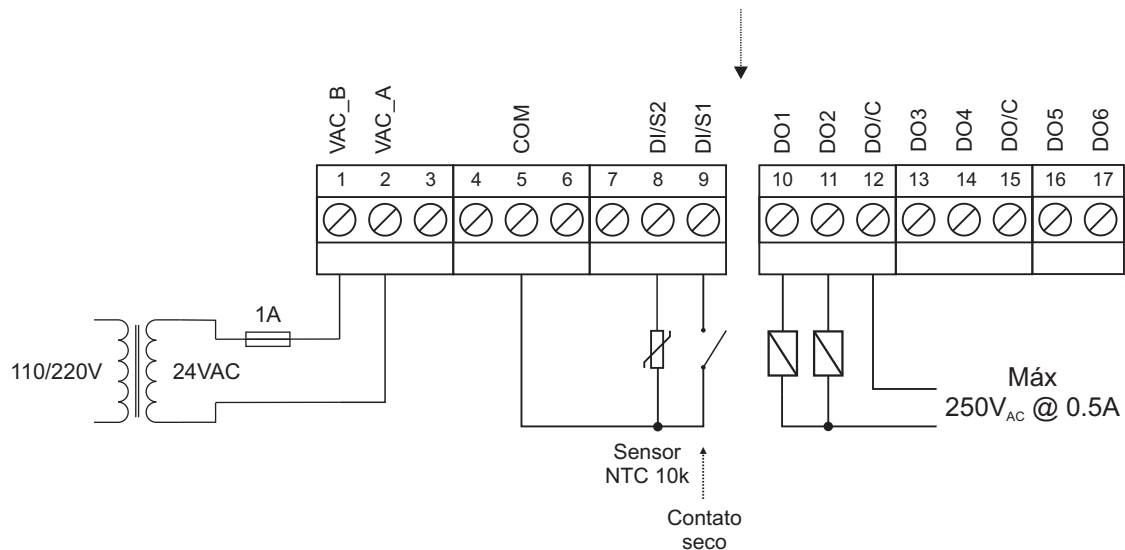 VAC_B VAC_A COM DI/S2 DI/S1 DO1 DO2 DO/C DO3 DO4 DO/C DO5 DO6
1 2 3 4 5 6 7 8 9 10 11 12 13 14 15 16 17
1A
110/220V 24VAC
Máx
250VAC @ 0.5A
Sensor
NTC 10k
Contato
seco